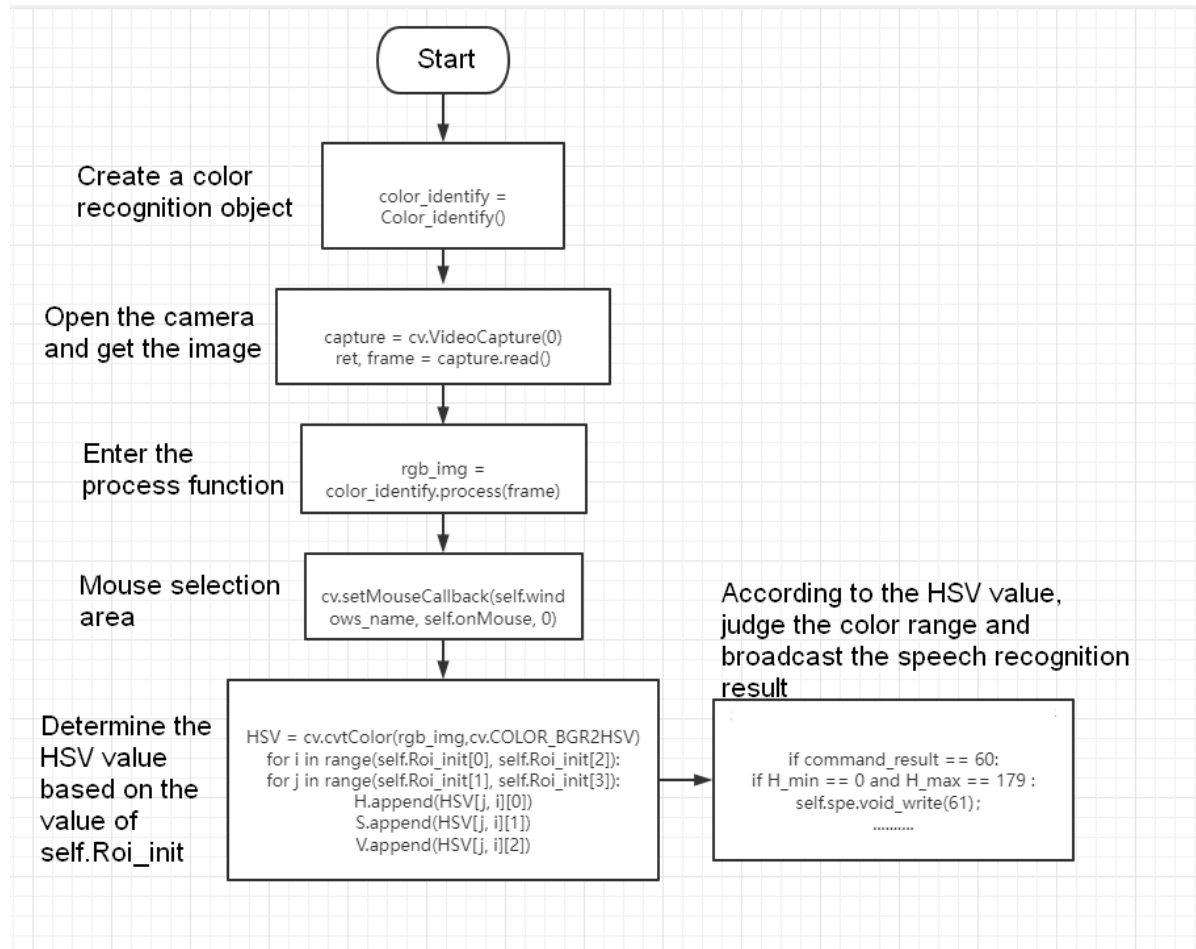 Start
Create a color
recognition object
color_identify =
Color_identify()
Open the camera
and get the image
capture = cv.VideoCapture(0)
ret, frame = capture.read()
Enter the
process function
rgb_img =
color_identify.process(frame)
Mouse selection
area
cv.setMouseCallback(self.wind
ows_name, self.onMouse, 0)
Determine the
HSV value
based on the
value of
self.Roi_init
HSV = cv.cvtColor(rgb_img,cv.COLOR_BGR2HSV)
for i in range(self.Roi_init[0], self.Roi_init[2]):
for j in range(self.Roi_init[1], self.Roi_init[3]):
H.append(HSV[j, i][0])
S.append(HSV[j, i][1])
V.append(HSV[j, i][2])
According to the HSV value,
judge the color range and
broadcast the speech recognition
result
if command_result == 60:
if H_min == 0 and H_max == 179 :
self.spe.void_write(61);
..........